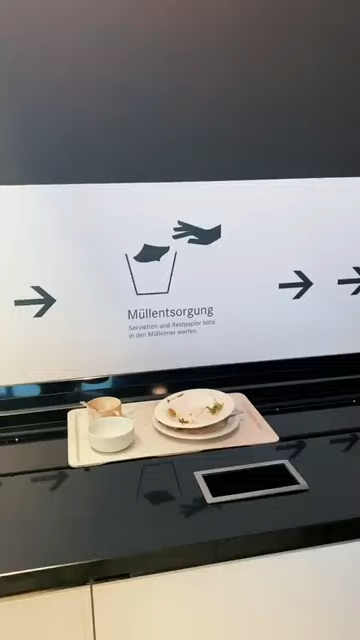 Müllentsorgung
Servietten und Restpapier bitte
in den Mülleimer werfen.